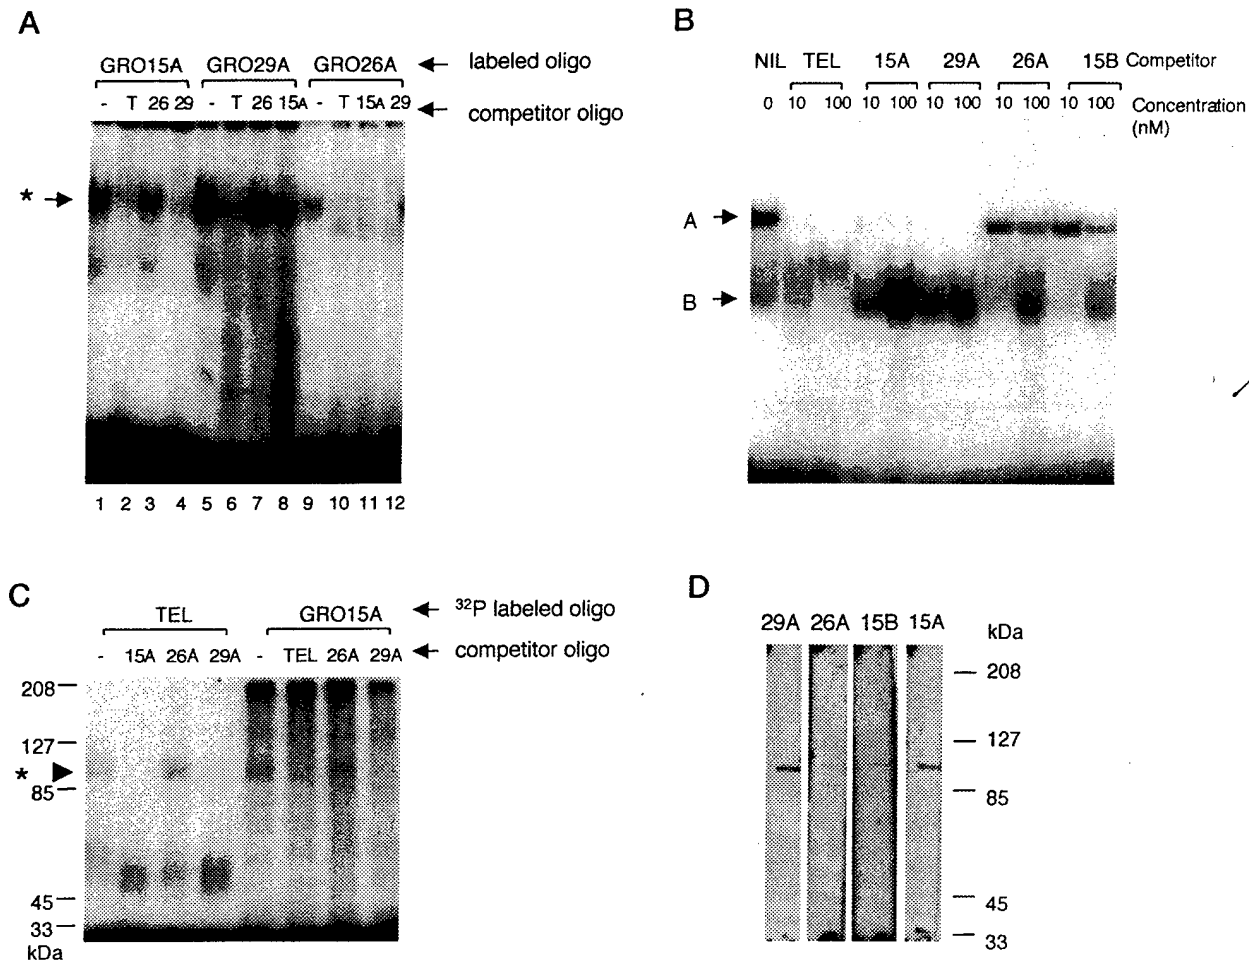 A
GRO15A GRO29A GRO26A ← labeled oligo
- T 26 29 - T 26 15A - T 15A 29 ← competitor oligo
* →
1 2 3 4 5 6 7 8 9 10 11 12
B
NIL TEL 15A 29A 26A 15B Competitor
0 10 100 10 100 10 100 10 100 10 100 Concentration
(nM)
A
B
C
TEL GRO15A ← 32P labeled oligo
- 15A 26A 29A - TEL 26A 29A ← competitor oligo
208
127
*
85
45
33
kDa
D
29A 26A 15B 15A kDa
208
127
85
45
33